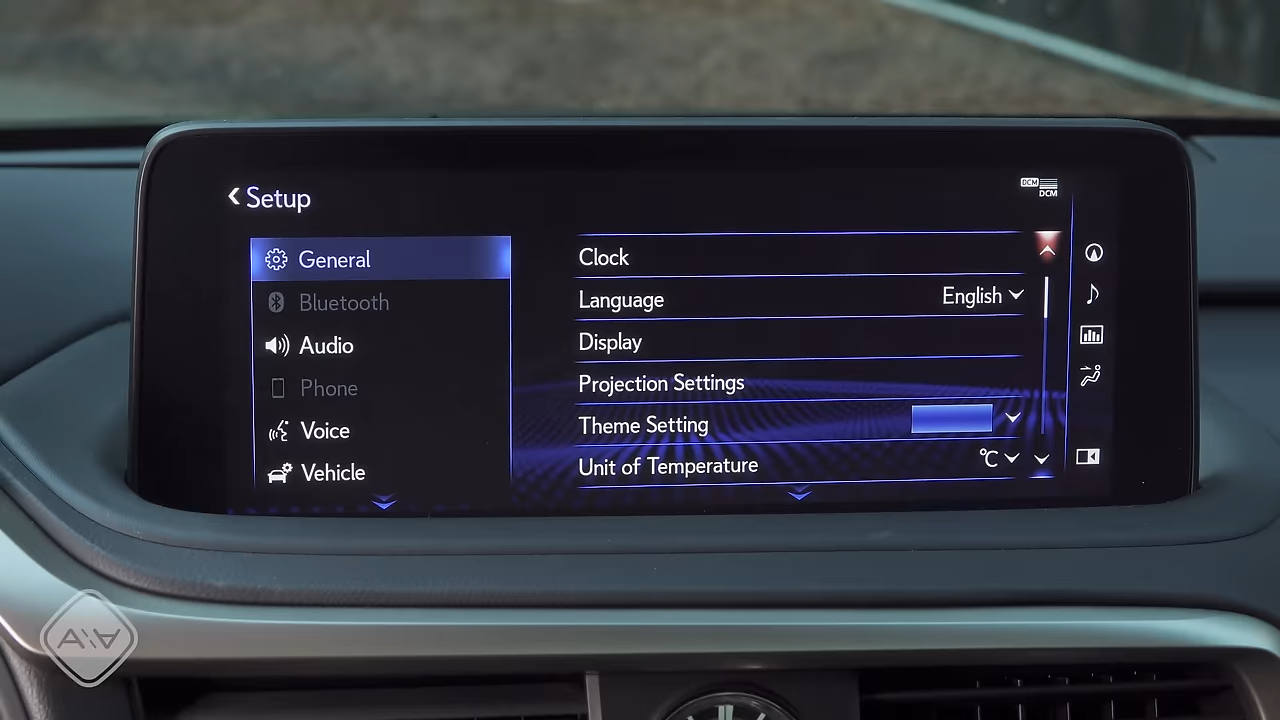 Setup
DCM
DCM
General
Bluetooth
Audio
Phone
Voice
Vehicle
Clock
Language English
Display
Projection Settings
Theme Setting
Unit of Temperature °C